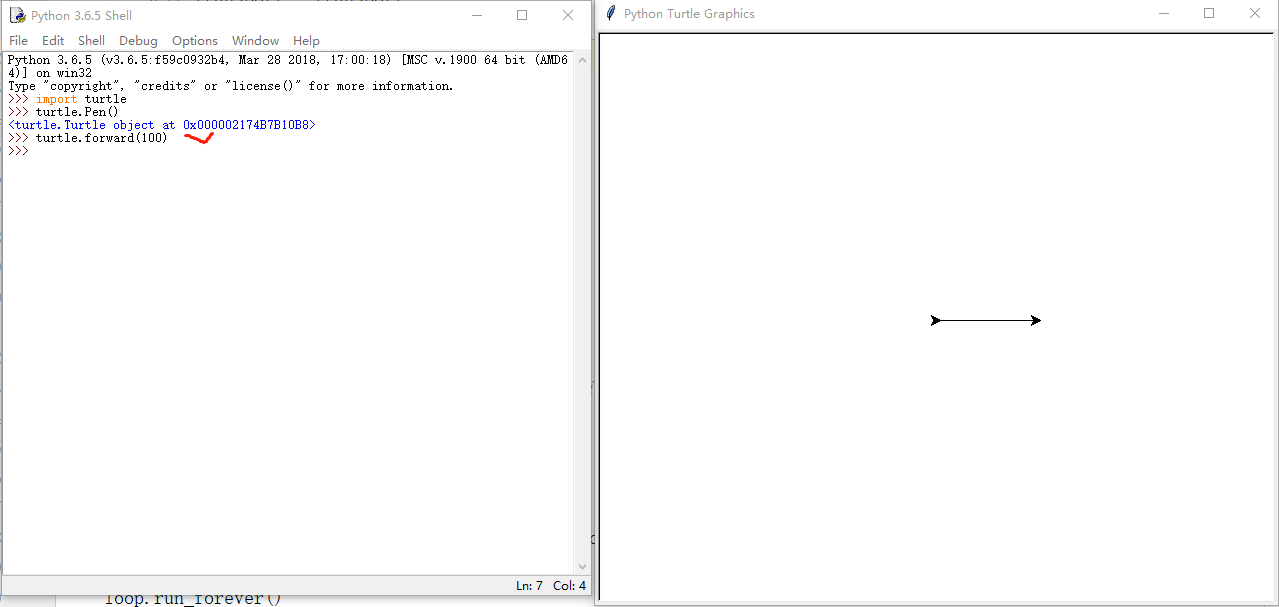 Python 3.6.5 Shell
File Edit Shell Debug Options Window Help
Python 3.6.5 (v3.6.5:f59c0932b4, Mar 28 2018, 17:00:18) [MSC v.1900 64 bit (AMD6
4)] on win32
Type "copyright", "credits" or "license()" for more information.
>>> import turtle
>>> turtle.Pen()
<turtle.Turtle object at 0x000002174B7B10B8>
>>> turtle.forward(100)
>>>
Ln: 7 Col: 4
Python Turtle Graphics
loop.run_forever()